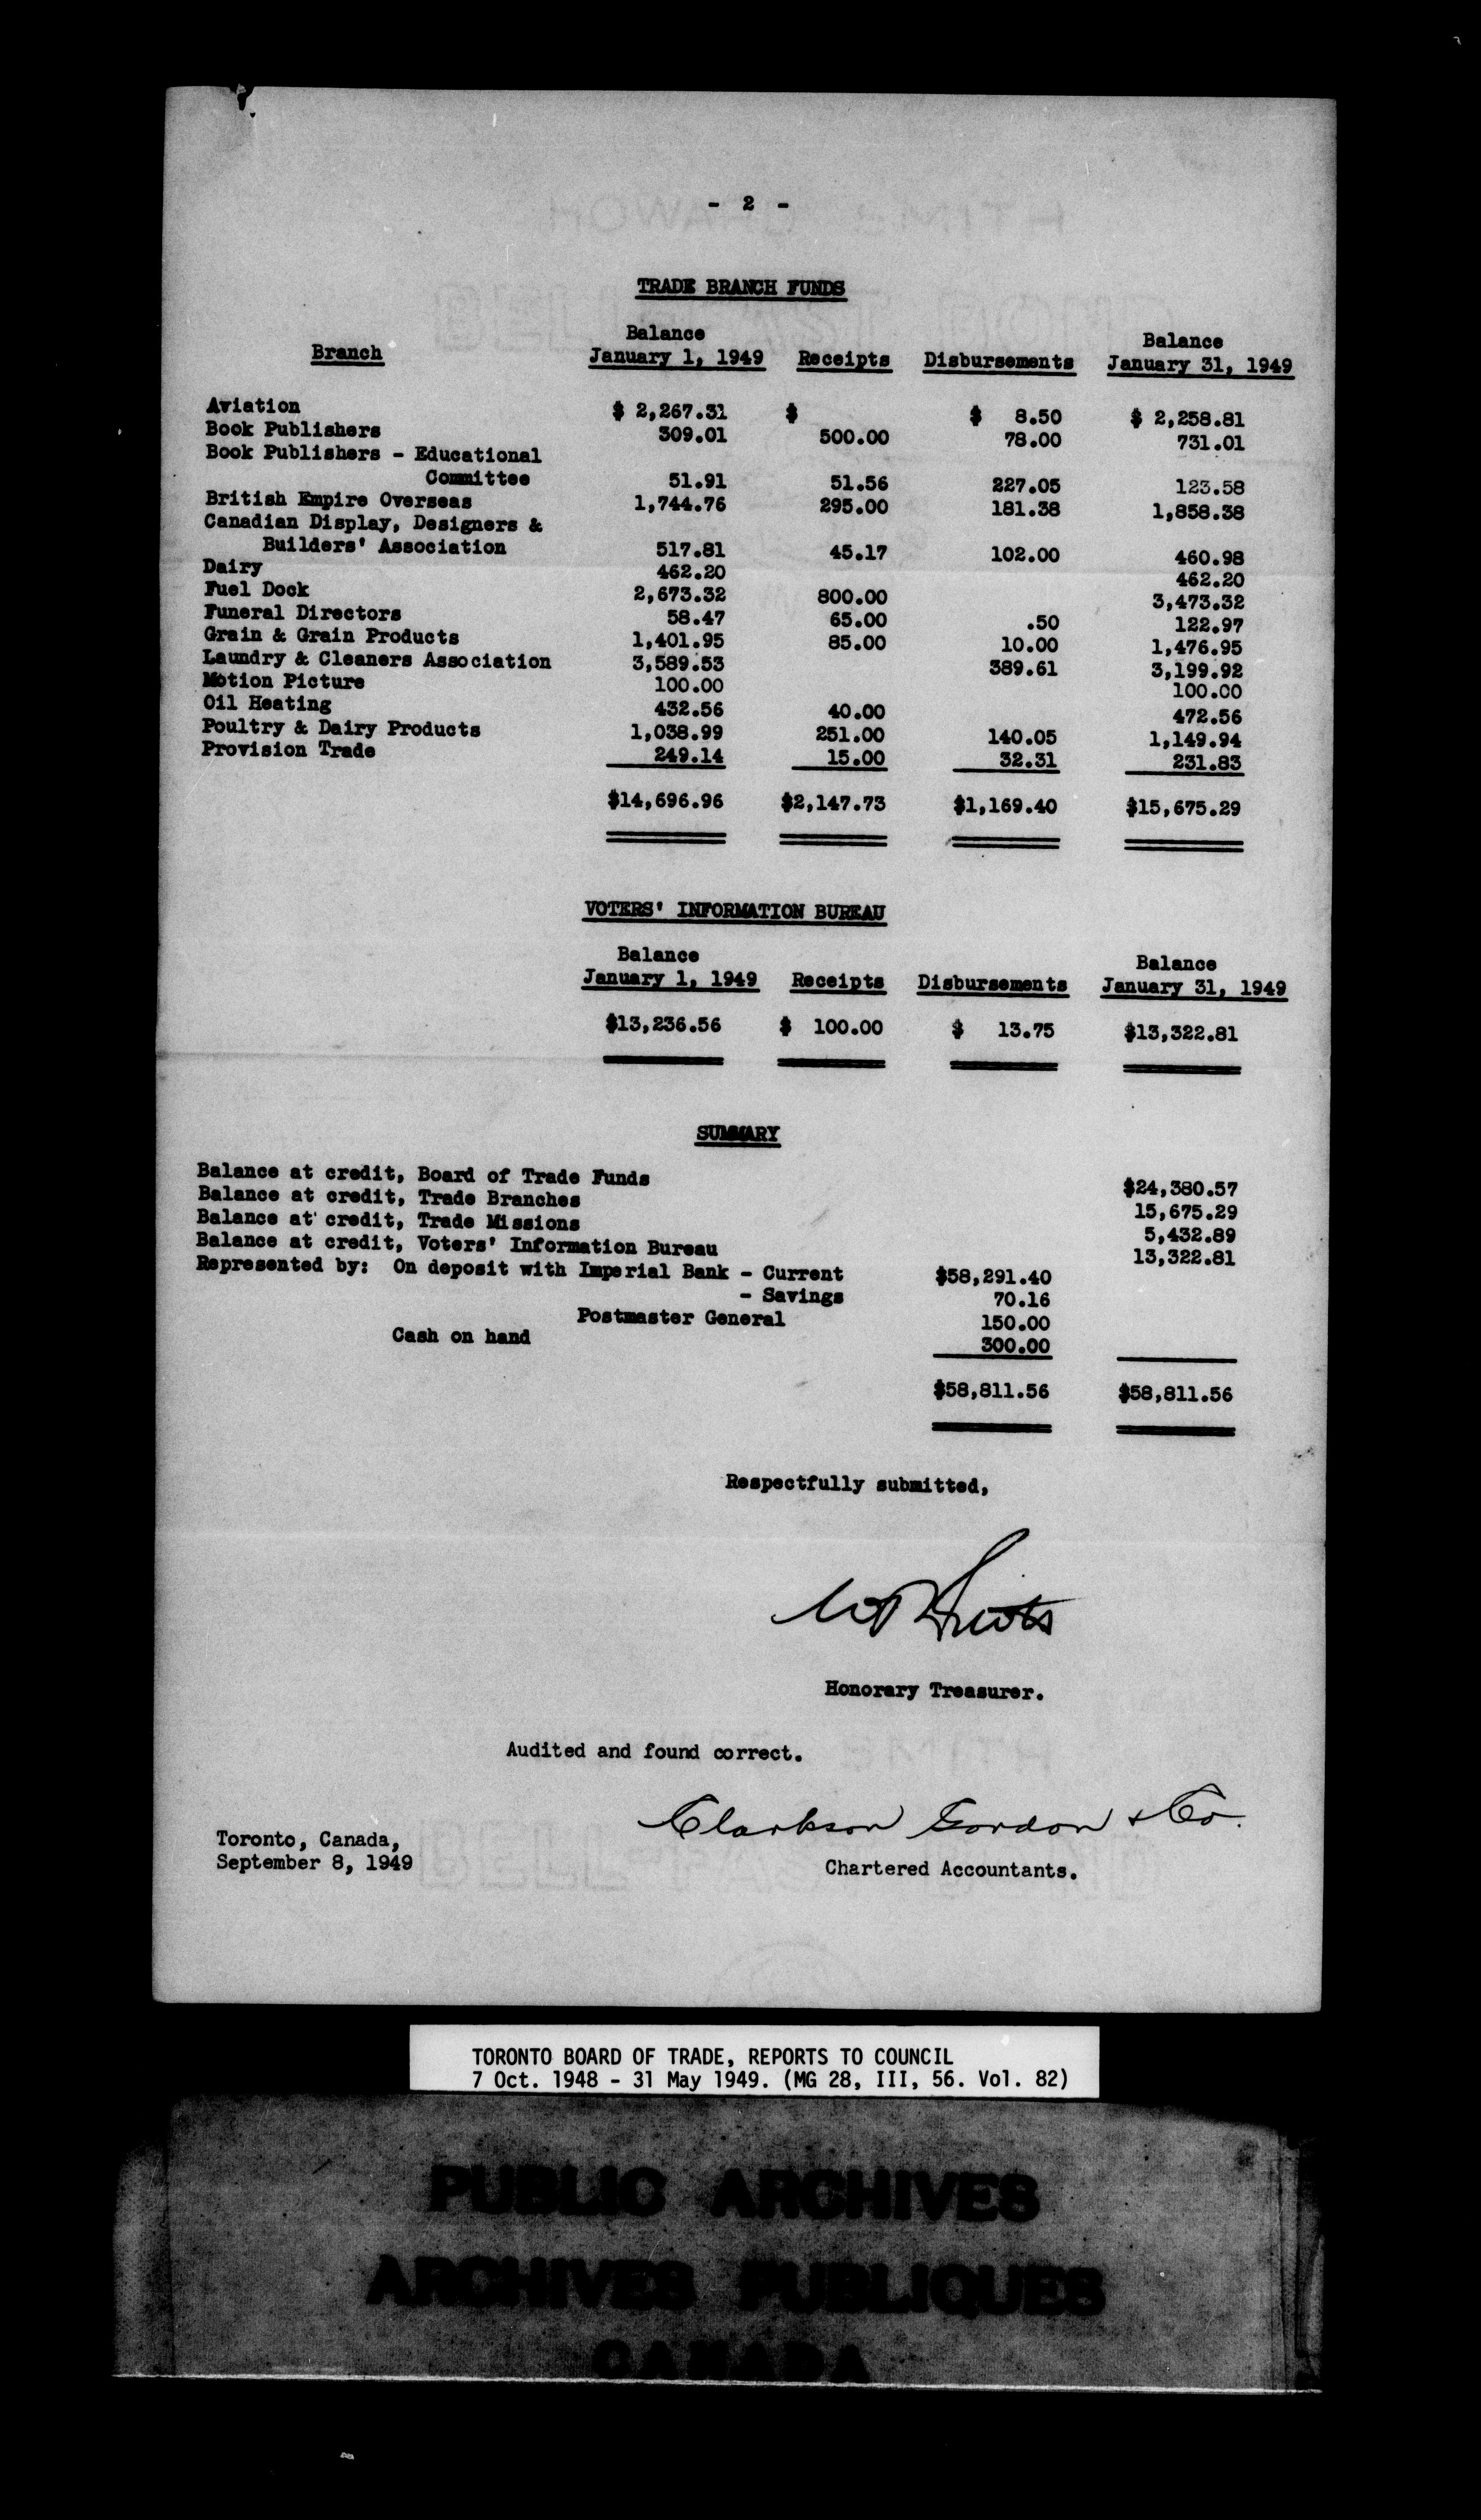 - 2 -
TRADE BRANCH FUNDS
Branch Balance January 1, 1949 Receipts Disbursements Balance January 31, 1949
Aviation $ 2,267.31 $ $ 8.50 $ 2,258.81
Book Publishers 309.01 500.00 78.00 731.01
Book Publishers - Educational
Committee 51.91 51.56 227.05 123.58
British Empire Overseas 1,744.76 295.00 181.38 1,858.38
Canadian Display, Designers &
Builders' Association 517.81 45.17 102.00 460.98
Dairy 462.20 462.20
Fuel Dock 2,673.32 800.00 3,473.32
Funeral Directors 58.47 65.00 .50 122.97
Grain & Grain Products 1,401.95 85.00 10.00 1,476.95
Laundry & Cleaners Association 3,589.53 389.61 3,199.92
Motion Picture 100.00 100.00
Oil Heating 432.56 40.00 472.56
Poultry & Dairy Products 1,038.99 251.00 140.05 1,149.94
Provision Trade 249.14 15.00 32.31 231.83
$14,696.96 $2,147.73 $1,169.40 $15,675.29
VOTERS' INFORMATION BUREAU
Balance January 1, 1949 Receipts Disbursements Balance January 31, 1949
$13,236.56 $ 100.00 $ 13.75 $13,322.81
SUMMARY
Balance at credit, Board of Trade Funds $24,380.57
Balance at credit, Trade Branches 15,675.29
Balance at credit, Trade Missions 5,432.89
Balance at credit, Voters' Information Bureau 13,322.81
Represented by: On deposit with Imperial Bank - Current $58,291.40
- Savings 70.16
Postmaster General 150.00
Cash on hand 300.00
$58,811.56 $58,811.56
Respectfully submitted,
Honorary Treasurer.
Audited and found correct.
Clarkson Gordon & Co.
Toronto, Canada,
September 8, 1949
Chartered Accountants.
TORONTO BOARD OF TRADE, REPORTS TO COUNCIL
7 Oct. 1948 - 31 May 1949. (MG 28, III, 56. Vol. 82)
PUBLIC ARCHIVES
ARCHIVES PUBLIQUES
CANADA